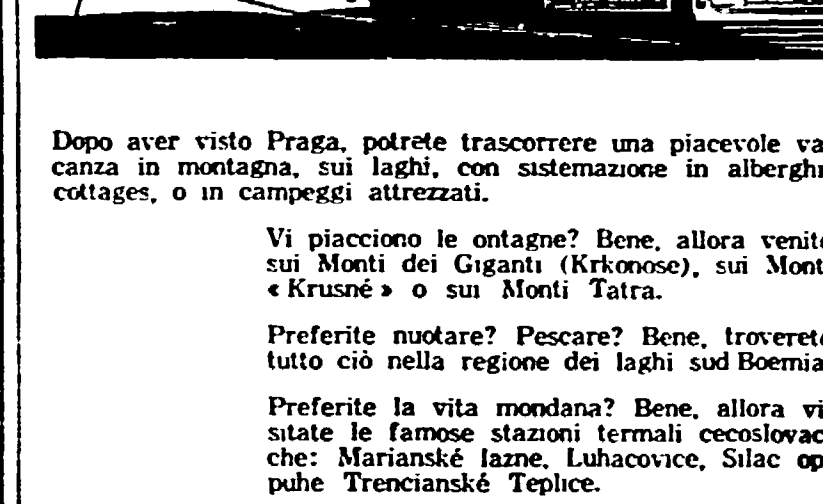 Dopo aver visto Praga, potrete trascorrere una piacevole va
canza in montagna, sui laghi, con sistemazione in alberghi
cottages, o in campeggi attrezzati.
Vi piacciono le ontagne? Bene, allora venite
sui Monti dei Giganti (Krkonose), sui Mont
« Krusné » o sui Monti Tatra.
Preferite nuotare? Pescare? Bene, troverete
tutto ciò nella regione dei laghi sud Boemia
Preferite la vita mondana? Bene, allora vi
sitate le famose stazioni termali cecoslovac
che: Marianské lazne, Luhacovice, Silac op
puhe Trencianské Teplice.